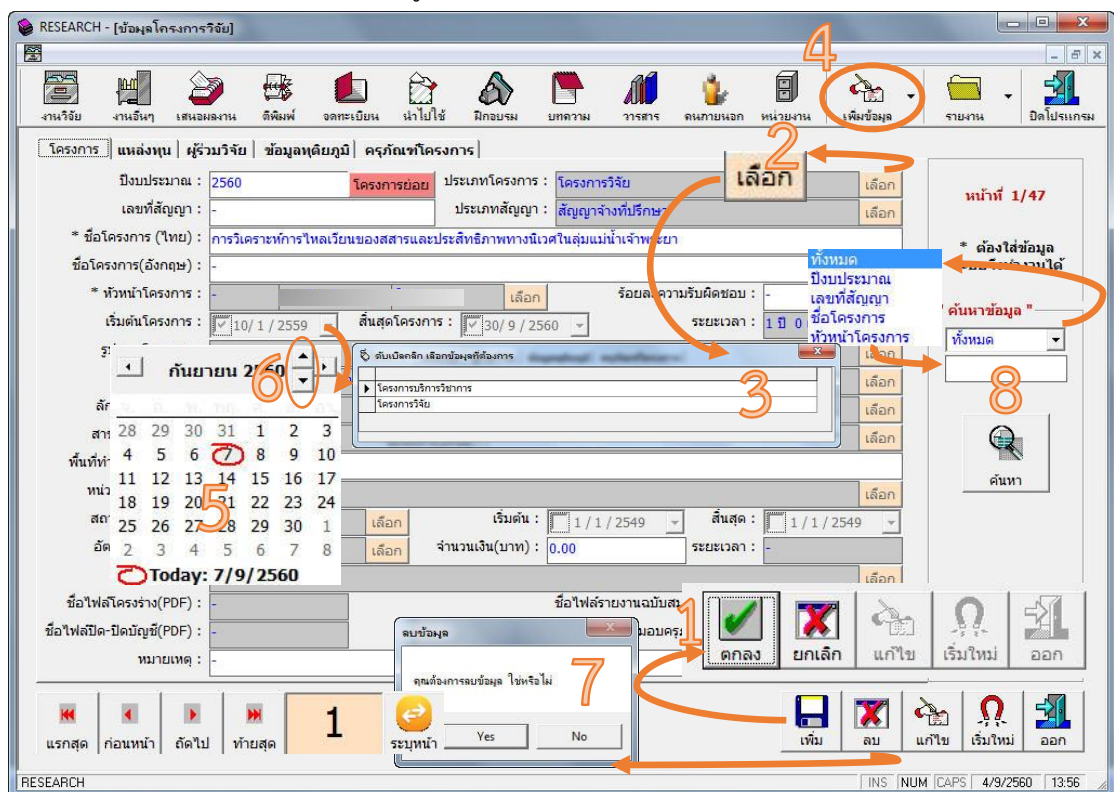 RESEARCH - [ข้อมูลโครงการวิจัย]
4
งานวิจัย งานอื่นๆ เสนอผลงาน ตีพิมพ์ จดทะเบียน นำไปใช้ ฝึกอบรม บทความ วารสาร คนภายนอก หน่วยงาน เพิ่มข้อมูล รายงาน ปิดโปรแกรม
โครงการ แหล่งทุน ผู้ร่วมวิจัย ข้อมูลทุติยภูมิ ครุภัณฑ์โครงการ
2
ปีงบประมาณ : 2560 โครงการย่อย ประเภทโครงการ : โครงการวิจัย เลือก เลือก
หน้าที่ 1/47
เลขที่สัญญา : - ประเภทสัญญา : สัญญาจ้างที่ปรึกษา เลือก
* ชื่อโครงการ (ไทย) : การวิเคราะห์การไหลเวียนของสสารและประสิทธิภาพทางนิเวศในลุ่มแม่น้ำเจ้าพระยา
* ต้องใส่ข้อมูล
ชื่อโครงการ(อังกฤษ) : -
ทั้งหมด
ปีงบประมาณ
เลขที่สัญญา
ชื่อโครงการ
หัวหน้าโครงการ
* หัวหน้าโครงการ : - เลือก ร้อยละความรับผิดชอบ : -
" ค้นหาข้อมูล "
เริ่มต้นโครงการ : 10/ 1 / 2559 สิ้นสุดโครงการ : 30/ 9 / 2560 ระยะเวลา : 1 ปี
ทั้งหมด
8
ค้นหา
ดับเบิลคลิก เลือกข้อมูลที่ต้องการ
โครงการบริการวิชาการ
โครงการวิจัย
3
เลือก
เลือก
เลือก
เลือก
กันยายน 2560
6
28 29 30 31 1 2 3
4 5 6 7 8 9 10
11 12 13 14 15 16 17
18 19 20 21 22 23 24
25 26 27 28 29 30 1
2 3 4 5 6 7 8
Today: 7/9/2560
5
พื้นที่ทำ
เลือก
เลือก เริ่มต้น : 1 / 1 / 2549 สิ้นสุด : 1 / 1 / 2549
เลือก จำนวนเงิน(บาท) : 0.00 ระยะเวลา : -
เลือก
ชื่อไฟล์โครงร่าง(PDF) : - ชื่อไฟล์รายงานฉบับสม
ชื่อไฟล์ปิด-ปิดบัญชี(PDF) : - มอบครุ
หมายเหตุ : -
1
ตกลง ยกเลิก แก้ไข เริ่มใหม่ ออก
ลบข้อมูล
คุณต้องการลบข้อมูล ใช่หรือไม่
7
Yes No
แรกสุด ก่อนหน้า ถัดไป ท้ายสุด 1 ระบุหน้า
เพิ่ม ลบ แก้ไข เริ่มใหม่ ออก
RESEARCH INS NUM CAPS 4/9/2560 13:56